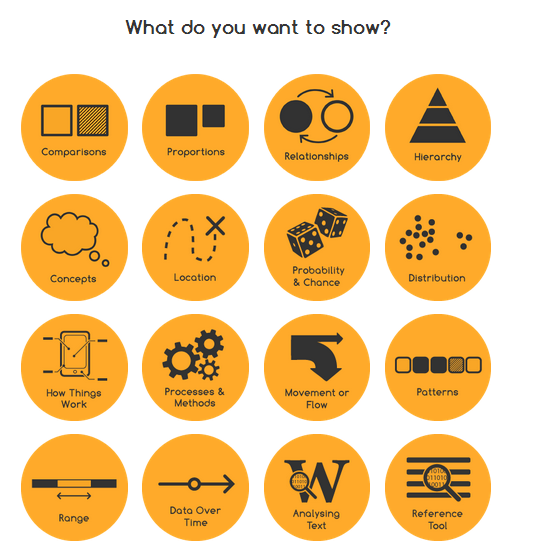 What do you want to show?
Comparisons
Proportions
Relationships
Hierarchy
Concepts
Location
Probability
& Chance
Distribution
How Things
Work
Processes &
Methods
Movement or
Flow
Patterns
Range
Data Over
Time
W
Analysing
Text
Reference
Tool